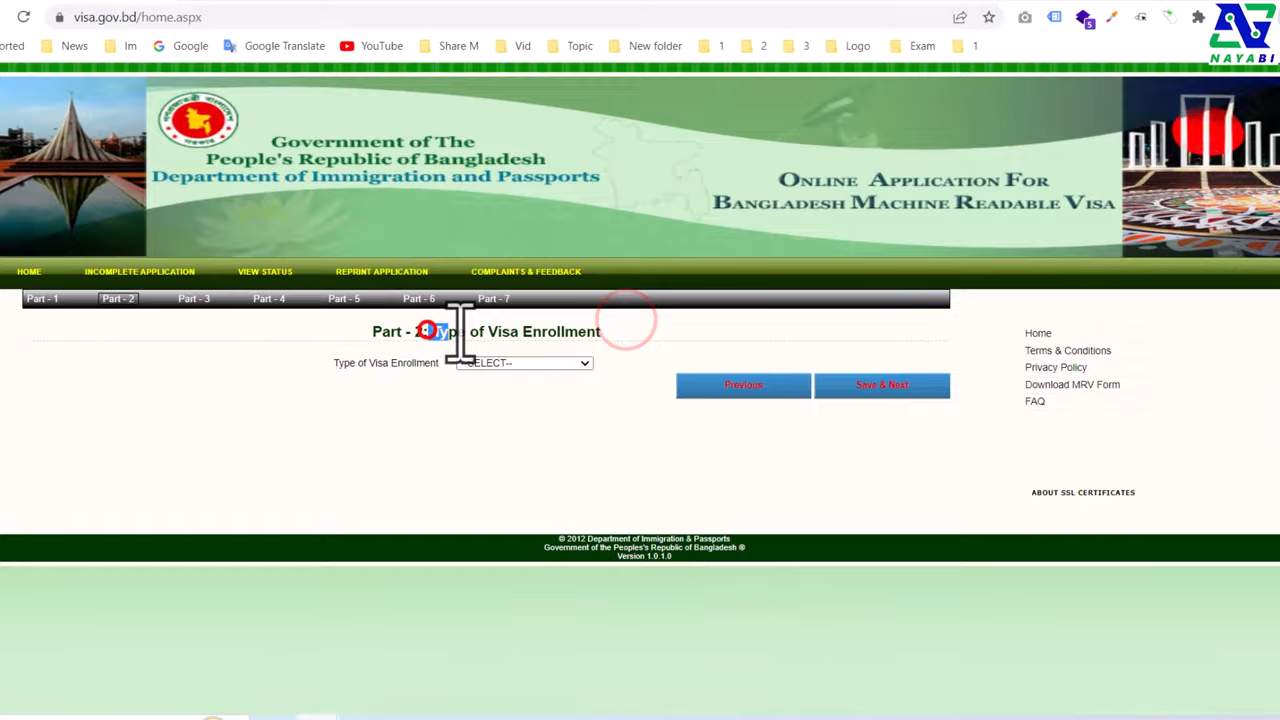 visa.gov.bd/home.aspx
orted News Im Google Google Translate YouTube Share M Vid Topic New folder 1 2 3 Logo Exam 1
5
NAYABI
Government of The
People's Republic of Bangladesh
Department of Immigration and Passports
Online Application For
Bangladesh Machine Readable Visa
HOME INCOMPLETE APPLICATION VIEW STATUS REPRINT APPLICATION COMPLAINTS & FEEDBACK
Part - 1 Part - 2 Part - 3 Part - 4 Part - 5 Part - 6 Part - 7
Part - 2: Type of Visa Enrollment
Type of Visa Enrollment --SELECT--
Previous Save & Next
Home
Terms & Conditions
Privacy Policy
Download MRV Form
FAQ
ABOUT SSL CERTIFICATES
© 2012 Department of Immigration & Passports
Government of the Peoples's Republic of Bangladesh ®
Version 1.0.1.0